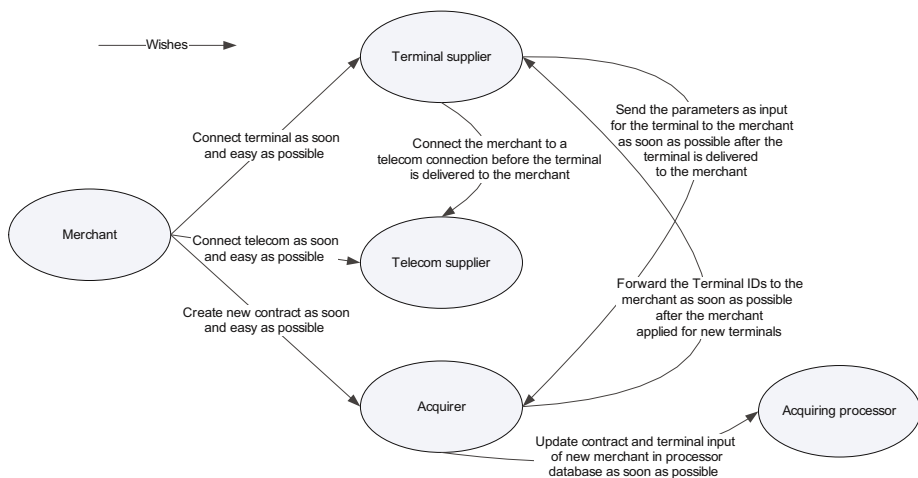 Wishes
Terminal supplier
Send the parameters as input
for the terminal to the merchant
as soon as possible after the
terminal is delivered
to the merchant
Connect terminal as soon
and easy as possible
Connect the merchant to a
telecom connection before the terminal
is delivered to the merchant
Merchant
Connect telecom as soon
and easy as possible
Telecom supplier
Forward the Terminal IDs to the
merchant as soon as possible
after the merchant
applied for new terminals
Create new contract as soon
and easy as possible
Acquirer
Acquiring processor
Update contract and terminal input
of new merchant in processor
database as soon as possible